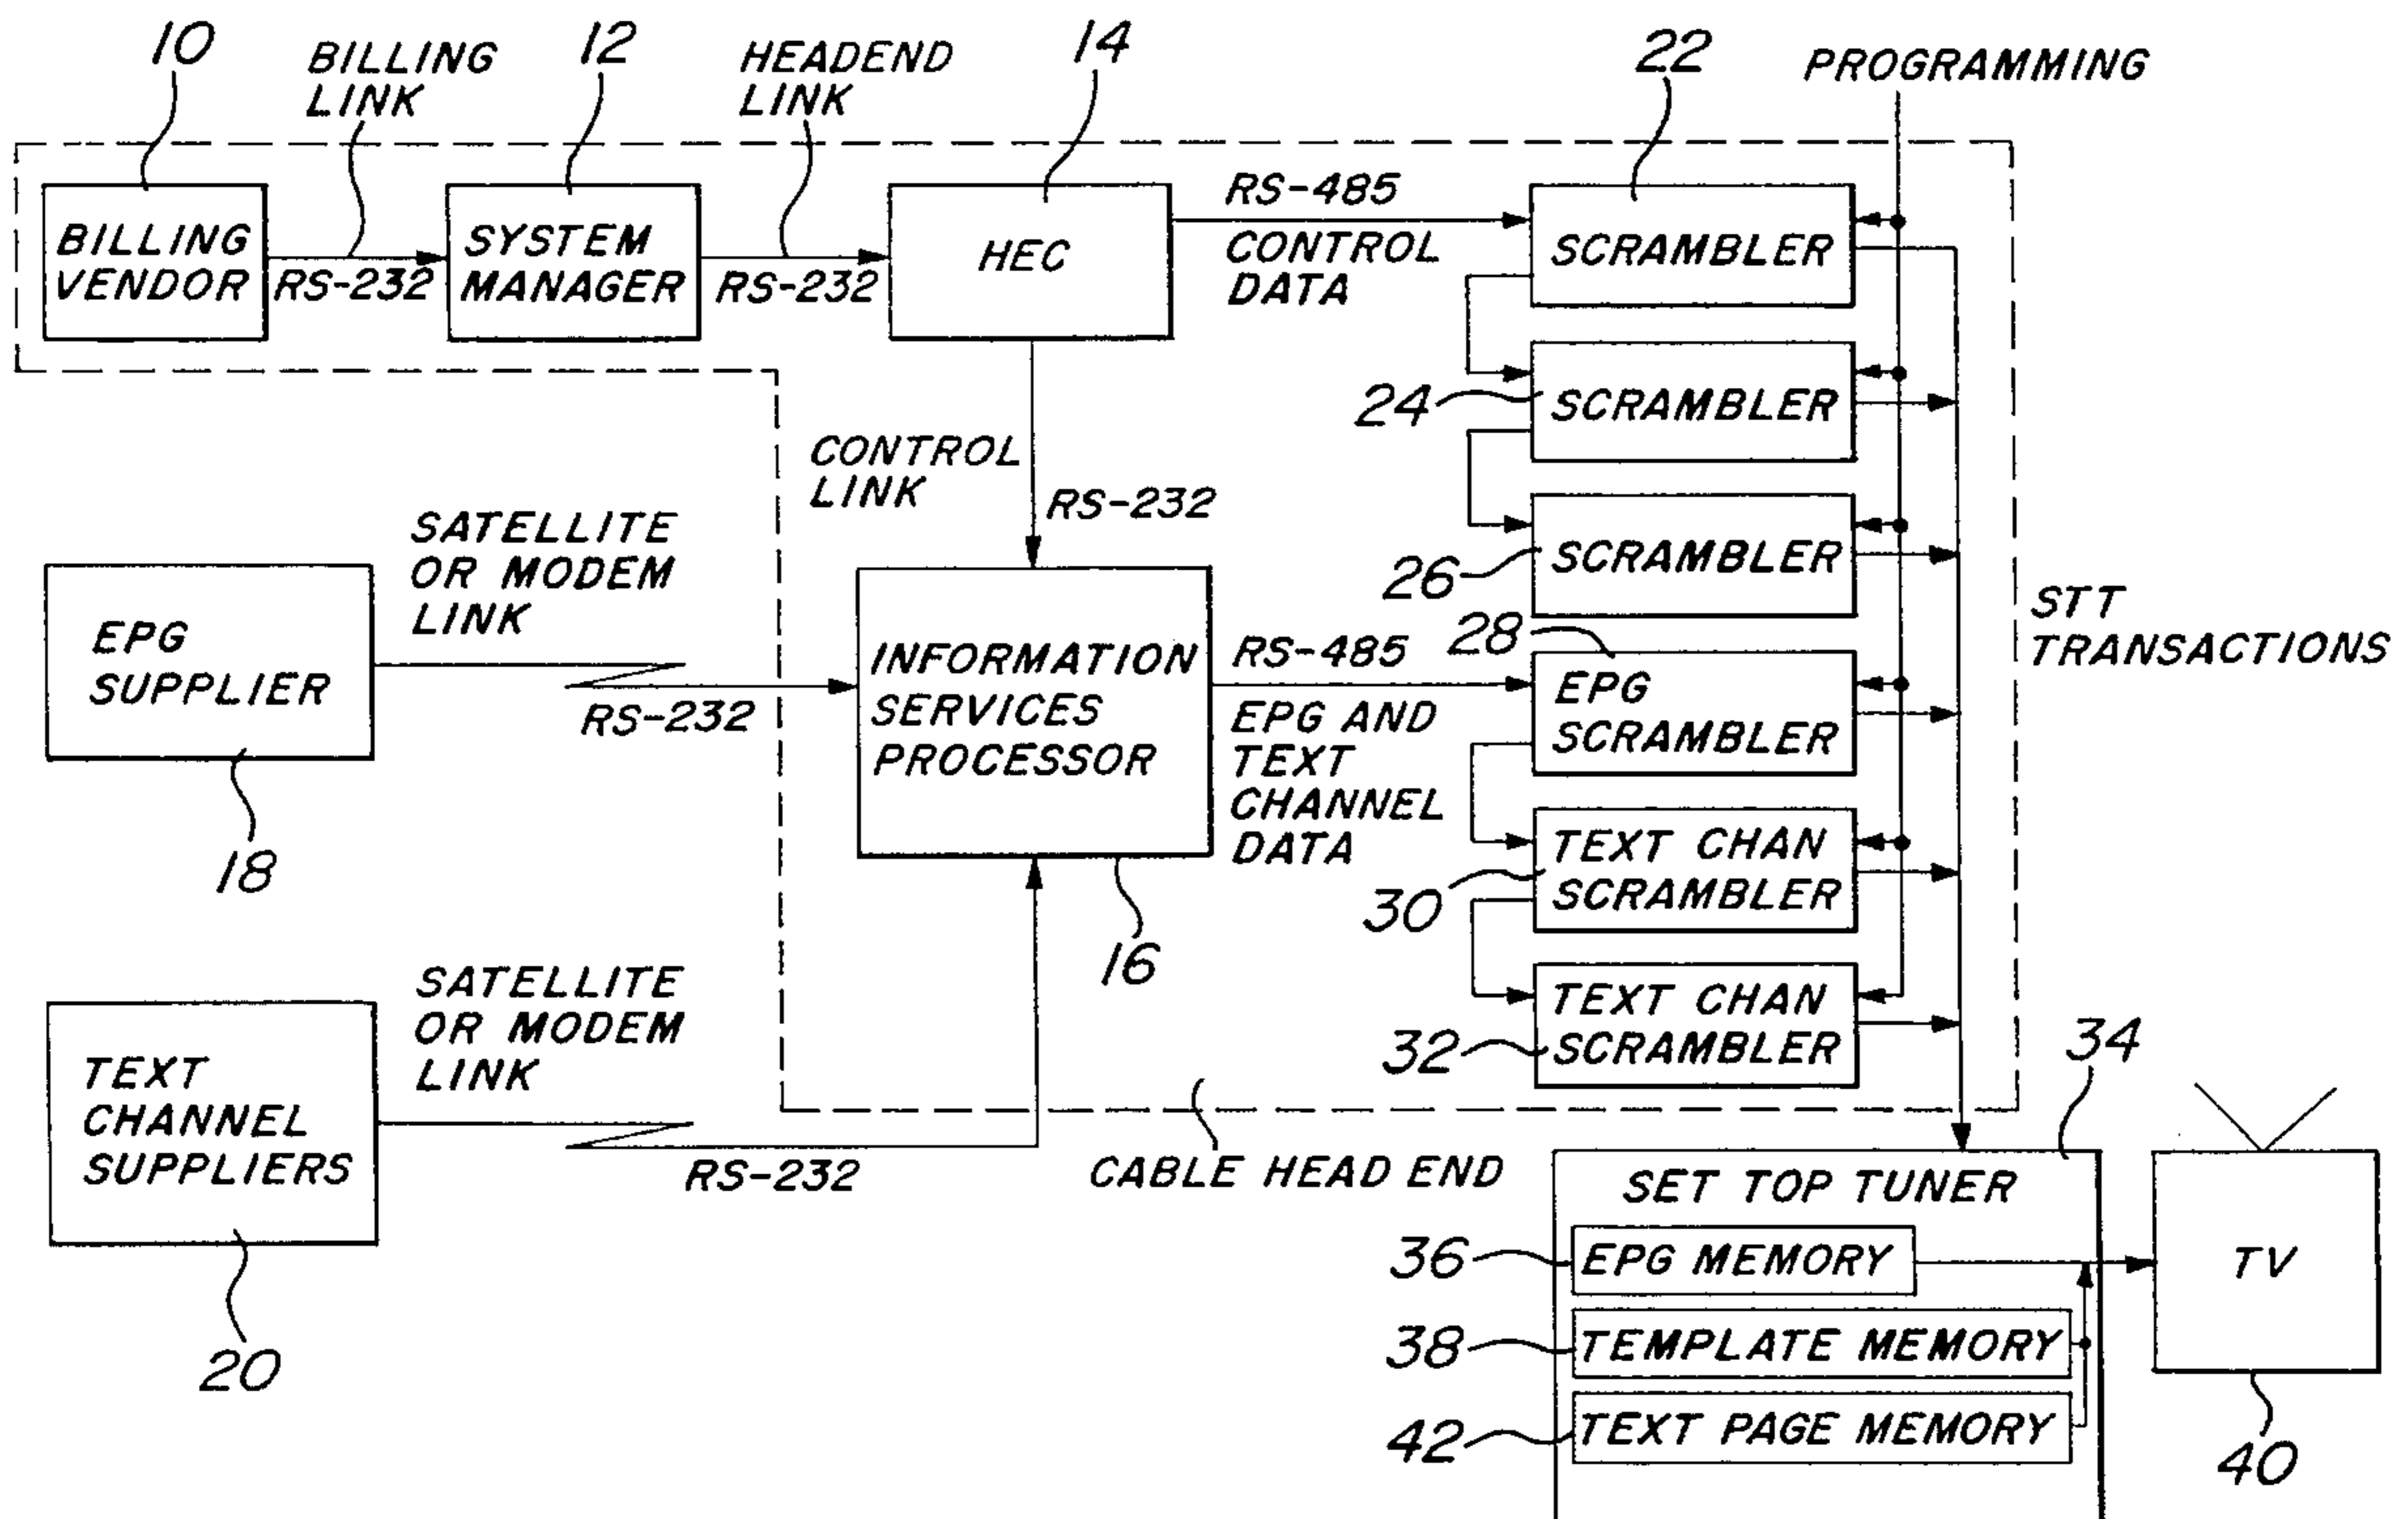 10
BILLING
LINK
12
HEADEND
LINK
14
22
PROGRAMMING
BILLING
VENDOR
RS-232
SYSTEM
MANAGER
RS-232
HEC
RS-485
CONTROL
DATA
SCRAMBLER
24
SCRAMBLER
CONTROL
LINK
RS-232
26
SCRAMBLER
STT
TRANSACTIONS
EPG
SUPPLIER
18
SATELLITE
OR MODEM
LINK
RS-232
INFORMATION
SERVICES
PROCESSOR
16
RS-485
EPG AND
TEXT
CHANNEL
DATA
28
EPG
SCRAMBLER
30
TEXT CHAN
SCRAMBLER
32
TEXT CHAN
SCRAMBLER
TEXT
CHANNEL
SUPPLIERS
20
SATELLITE
OR MODEM
LINK
RS-232
CABLE HEAD END
34
SET TOP TUNER
36
EPG MEMORY
38
TEMPLATE MEMORY
42
TEXT PAGE MEMORY
TV
40